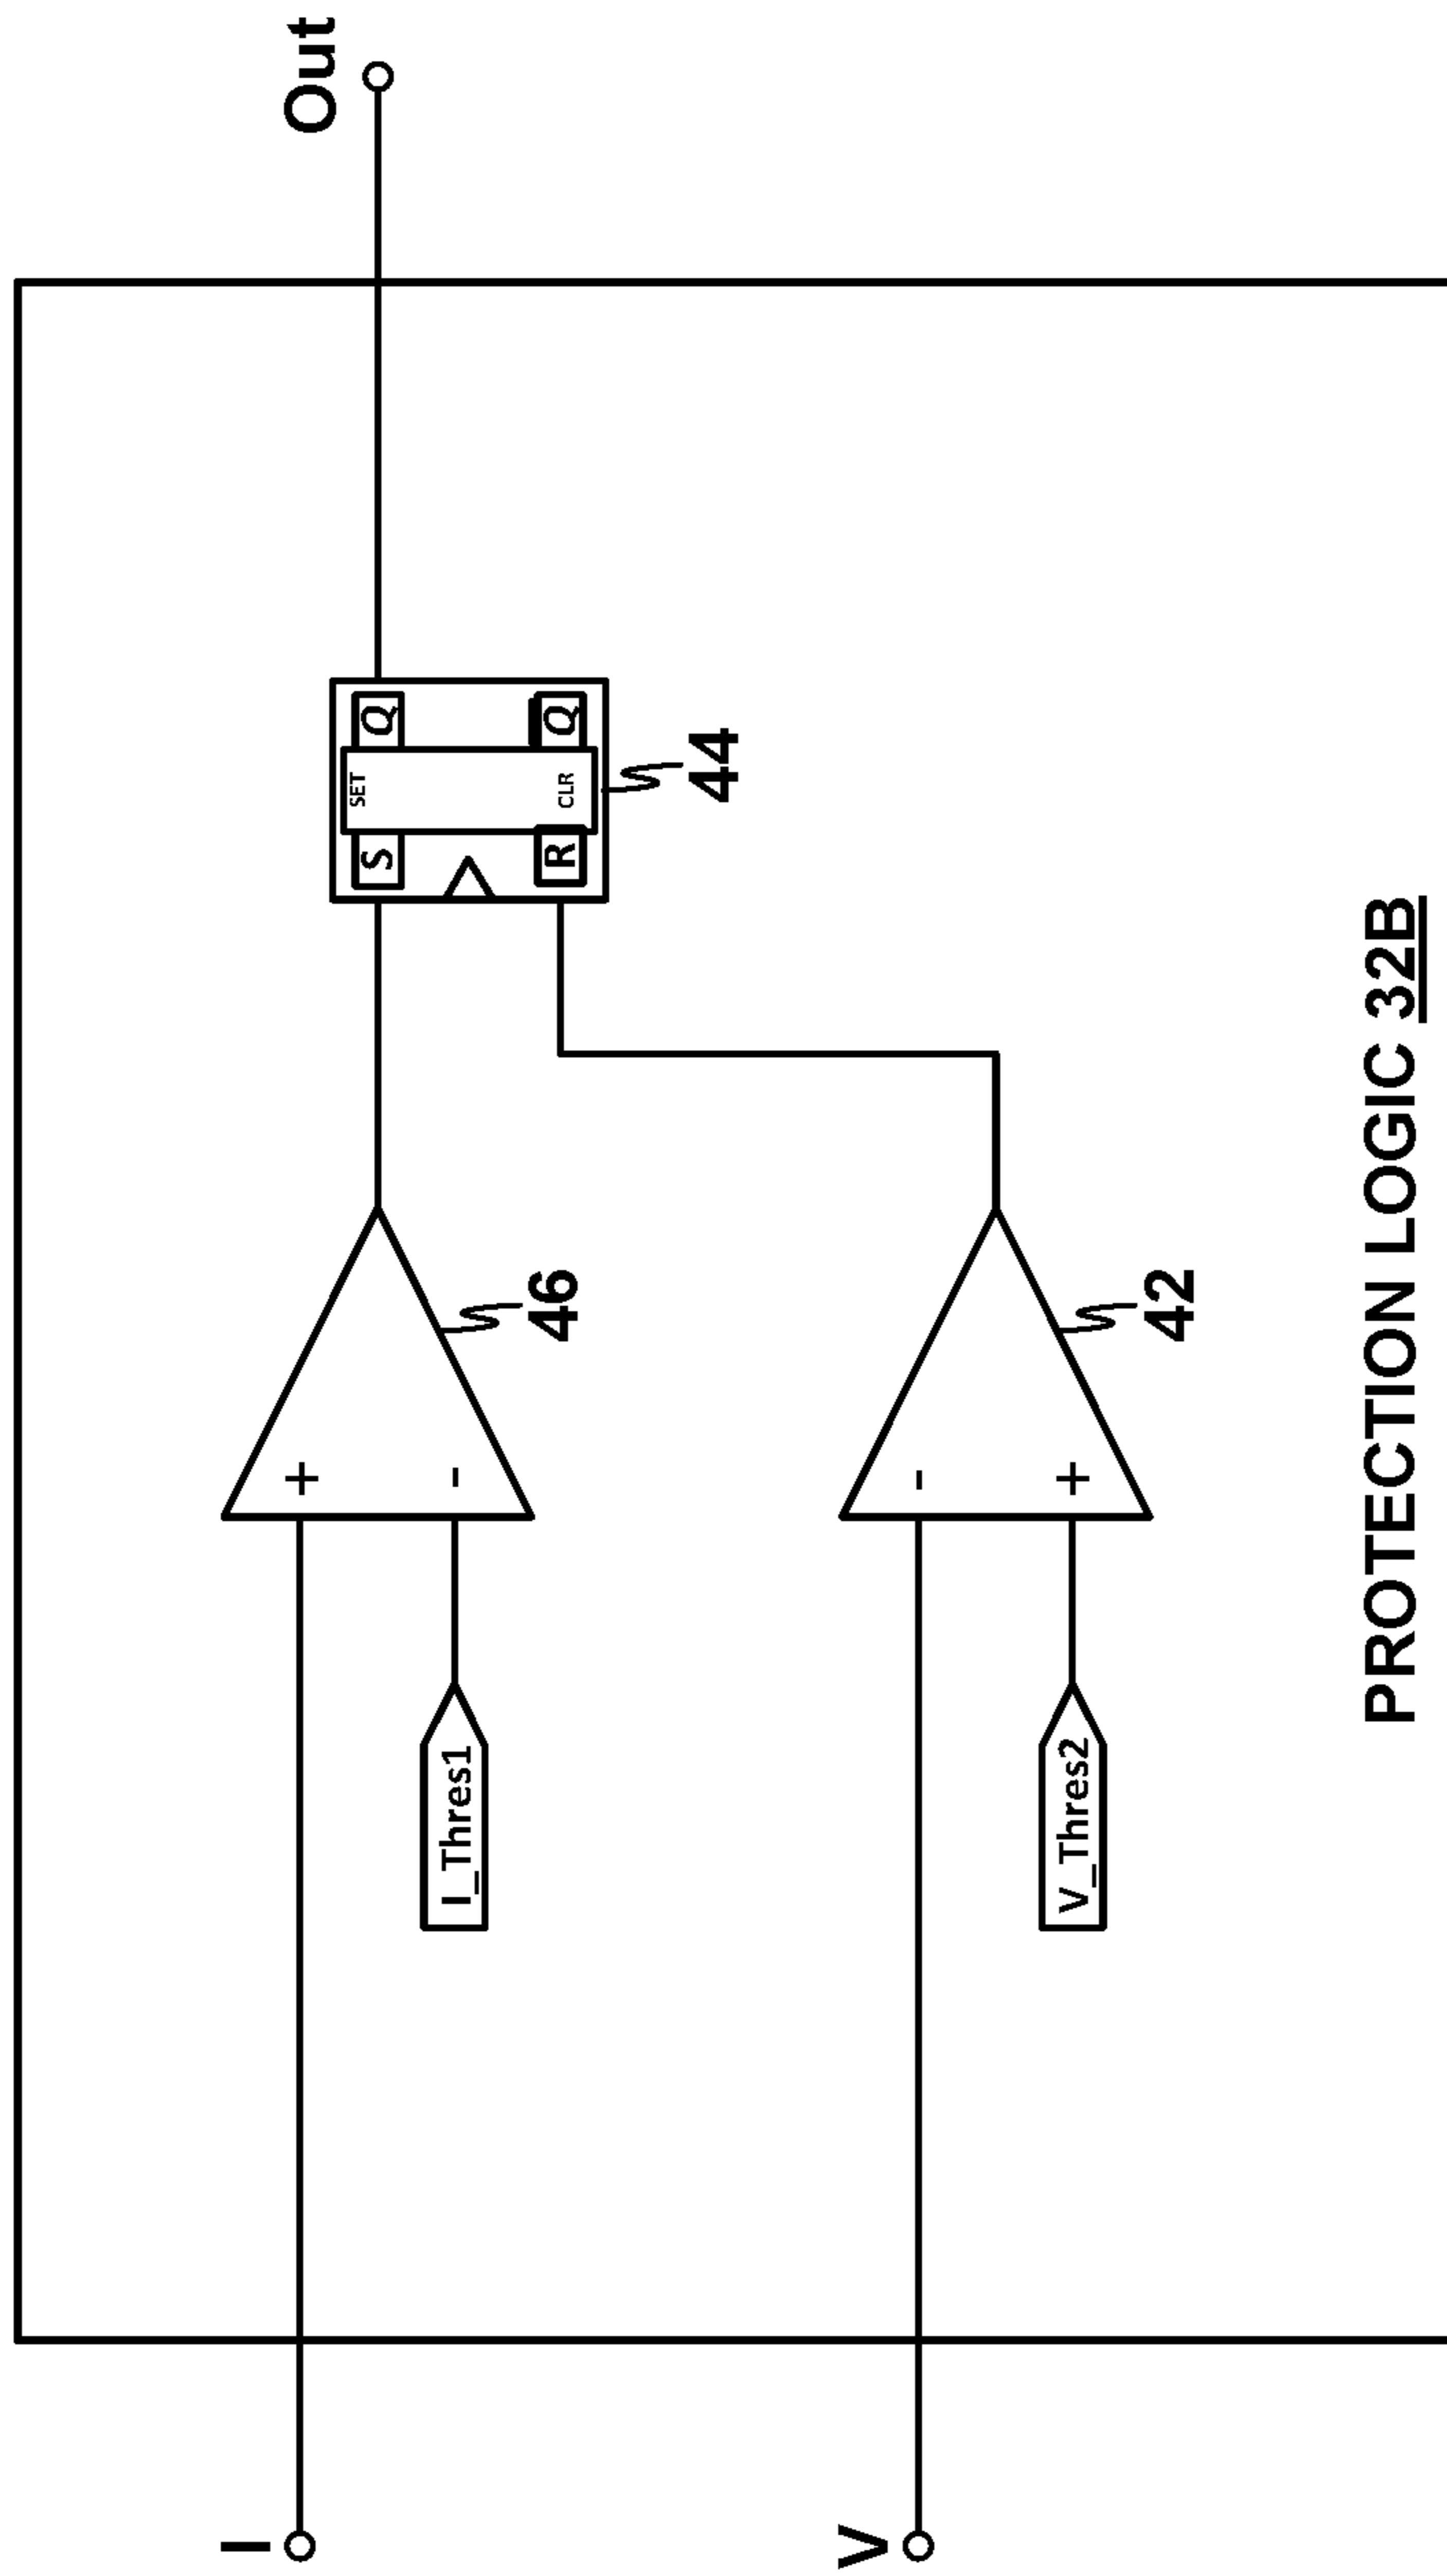 I
V
I_Thres1
V_Thres2
+
-
-
+
46
42
S
R
SET
CLR
Q
Q
44
Out
PROTECTION LOGIC 32B